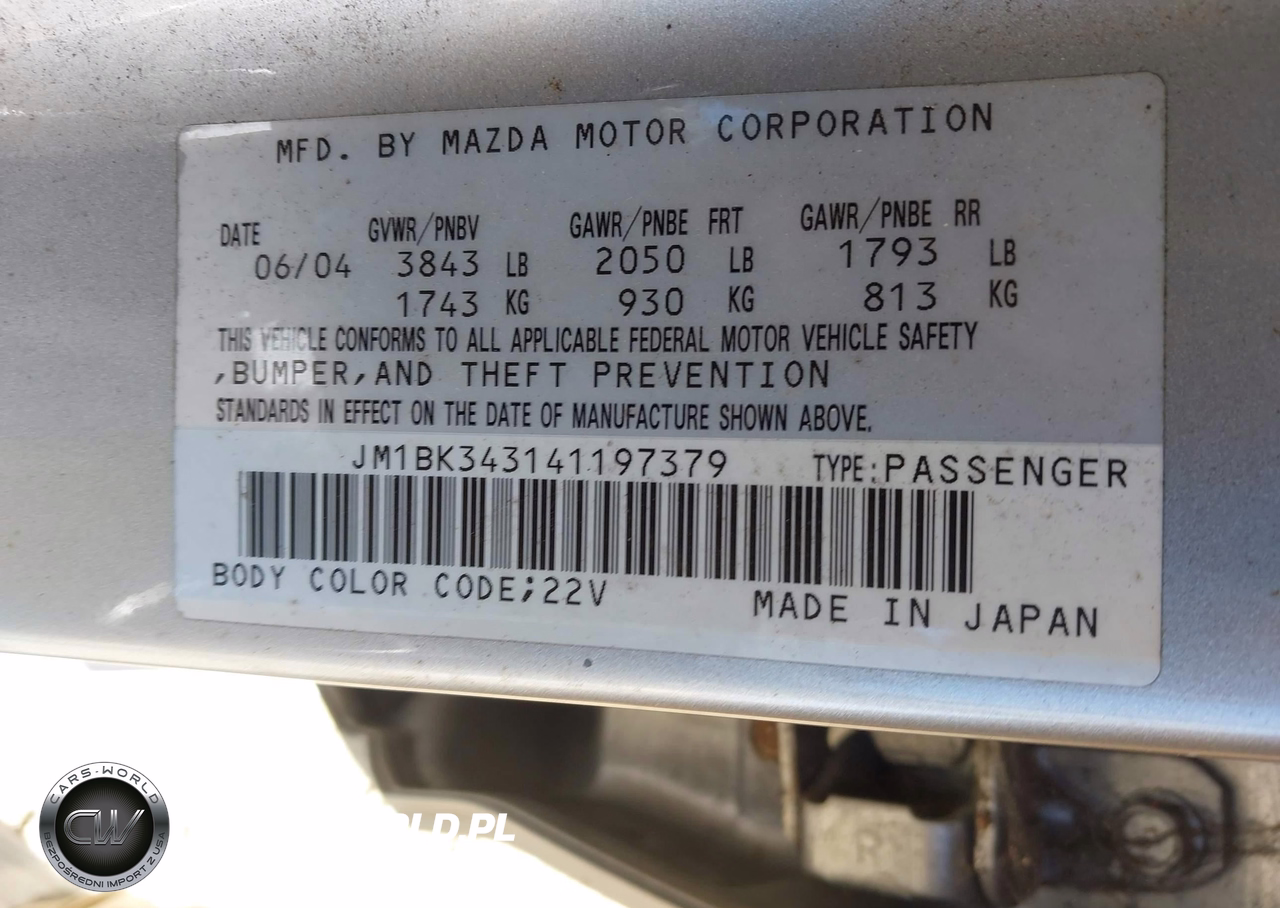 MFD. BY MAZDA MOTOR CORPORATION
DATE GVWR/PNBV GAWR/PNBE FRT GAWR/PNBE RR
06/04 3843 LB 2050 LB 1793 LB
1743 KG 930 KG 813 KG
THIS VEHICLE CONFORMS TO ALL APPLICABLE FEDERAL MOTOR VEHICLE SAFETY
,BUMPER,AND THEFT PREVENTION
STANDARDS IN EFFECT ON THE DATE OF MANUFACTURE SHOWN ABOVE.
JM1BK343141197379 TYPE:PASSENGER
BODY COLOR CODE;22V MADE IN JAPAN
CARS-WORLD
CW
BEZPOŚREDNI IMPORT Z USA
LD.PL